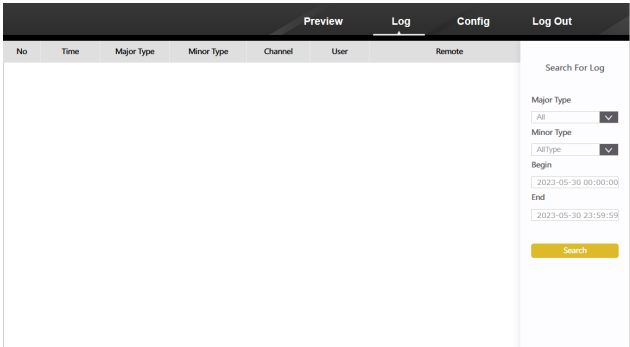 Preview Log Config Log Out
No Time Major Type Minor Type Channel User Remote
Search For Log
Major Type
All
Minor Type
AllType
Begin
2023-05-30 00:00:00
End
2023-05-30 23:59:59
Search